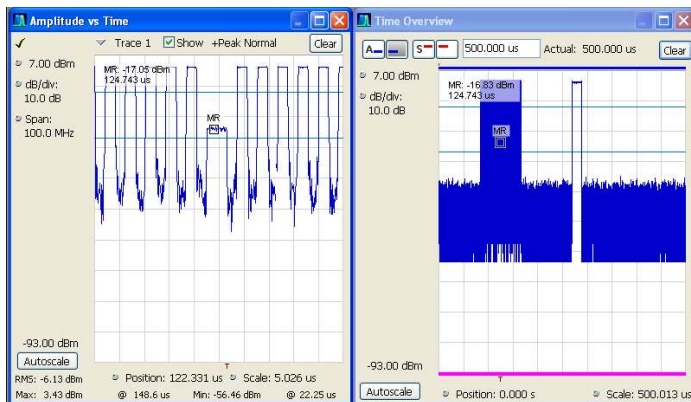 Amplitude vs Time
Trace 1 Show +Peak Normal Clear
7.00 dBm
dB/div:
10.0 dB
Span:
100.0 MHz
MR: -17.05 dBm
124.743 us
MR
-93.00 dBm
Autoscale
T
Position: 122.331 us Scale: 5.026 us
RMS: -6.13 dBm
Max: 3.43 dBm @ 148.6 us Min: -56.46 dBm @ 22.25 us
Time Overview
A S 500.000 us Actual: 500.000 us Clear
7.00 dBm
dB/div:
10.0 dB
MR: -16.83 dBm
124.743 us
MR
-93.00 dBm
T
Autoscale Position: 0.000 s Scale: 500.013 us